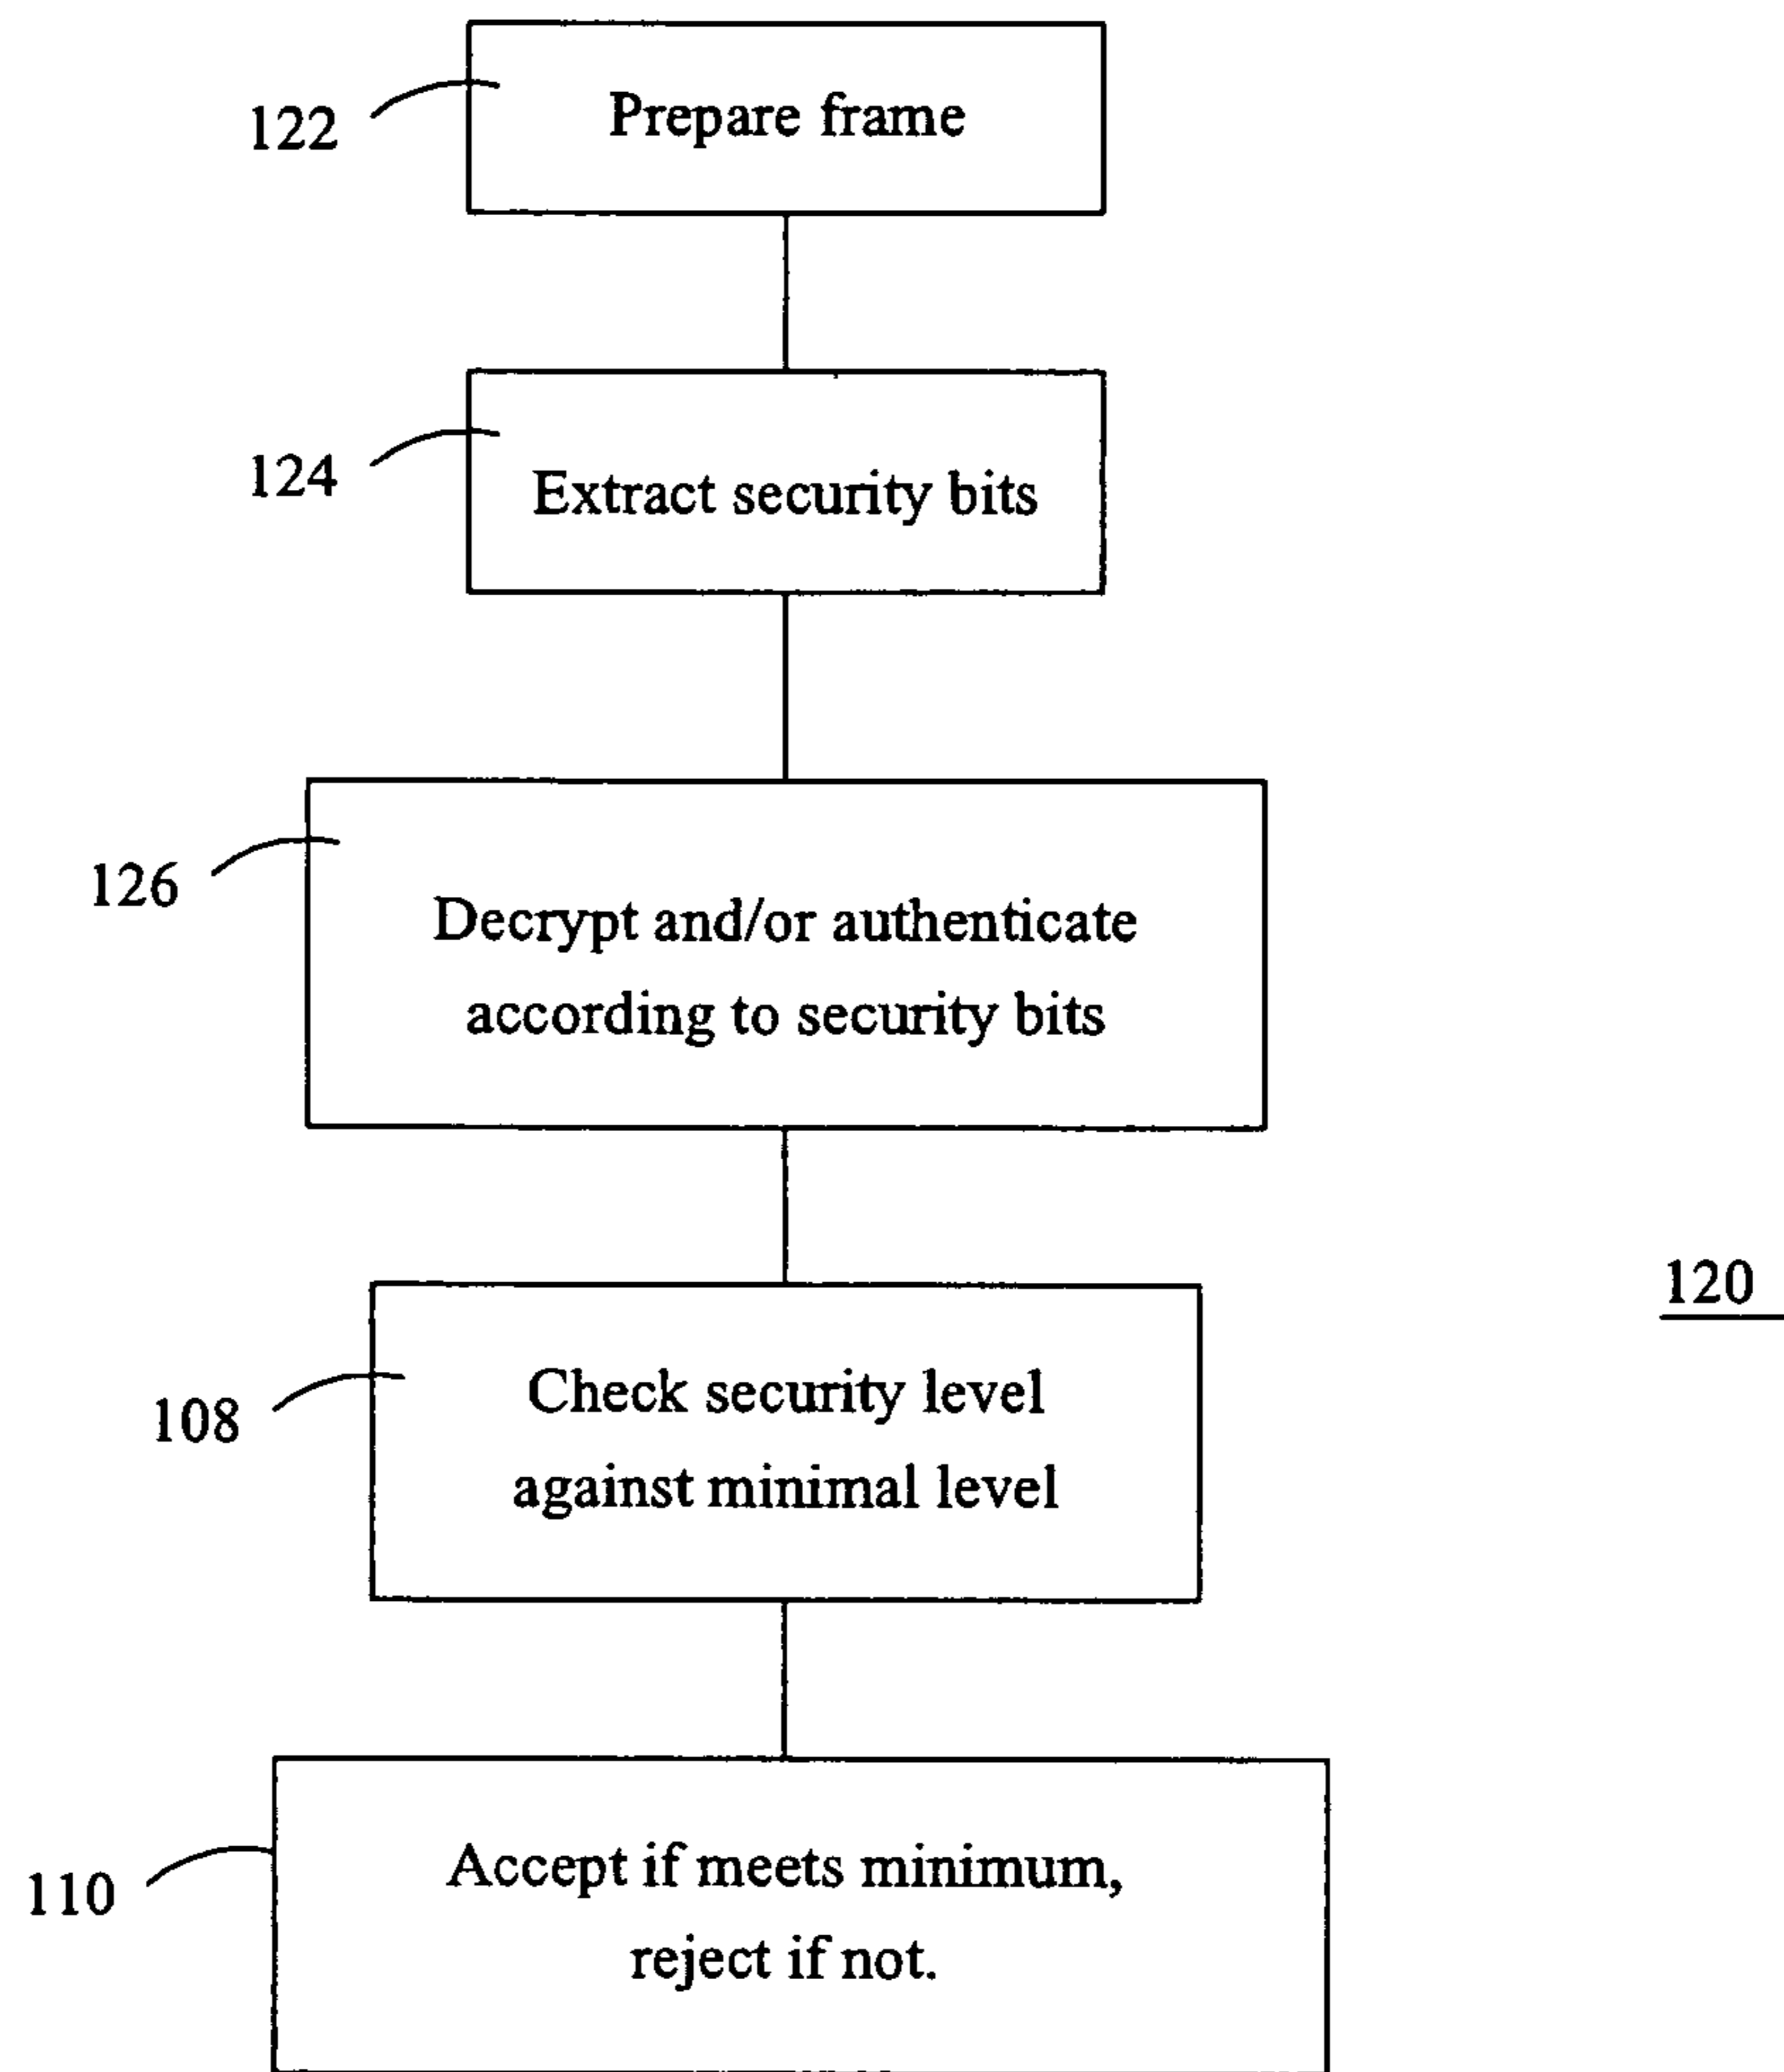 122
Prepare frame
124
Extract security bits
126
Decrypt and/or authenticate
according to security bits
120
108
Check security level
against minimal level
110
Accept if meets minimum,
reject if not.